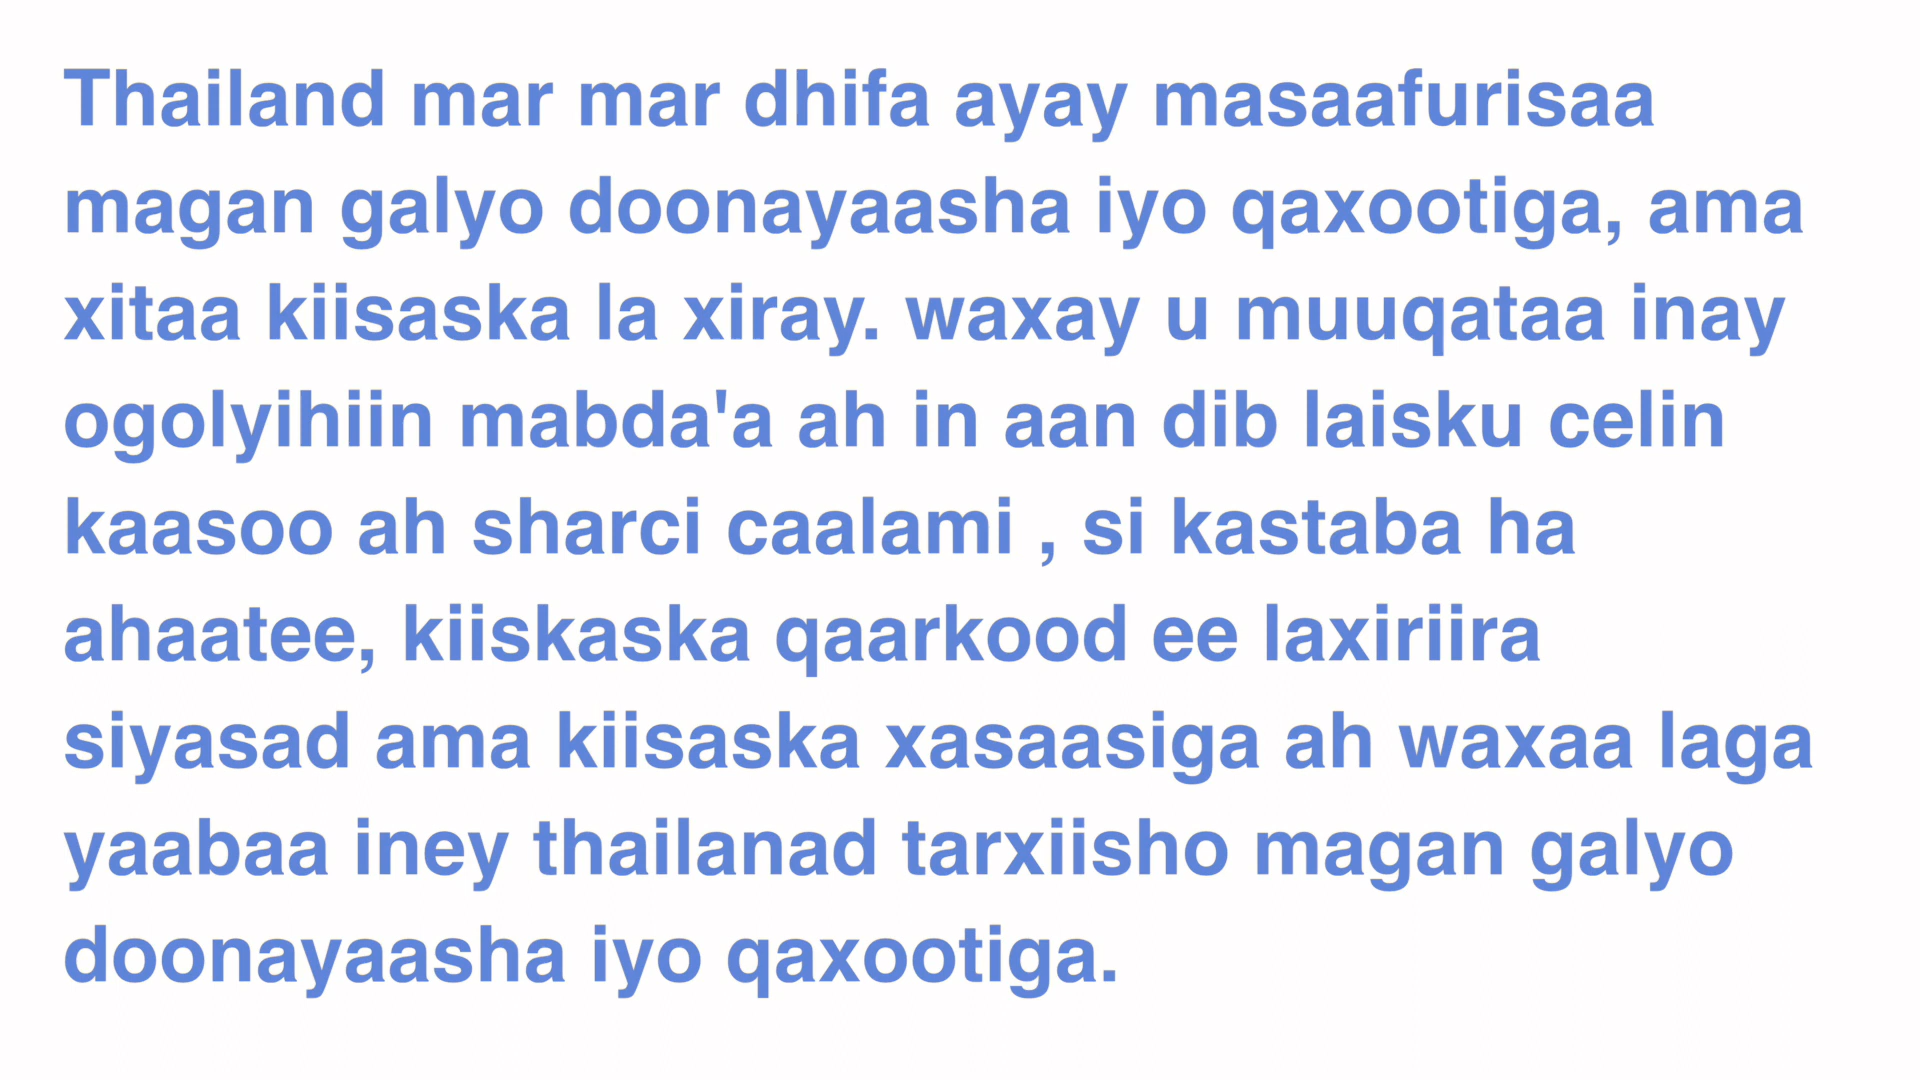 Thailand mar mar dhifa ayay masaafurisaa
magan galyo doonayaasha iyo qaxootiga, ama
xitaa kiisaska la xiray. waxay u muuqataa inay
ogolyihiin mabda'a ah in aan dib laisku celin
kaasoo ah sharci caalami , si kastaba ha
ahaatee, kiiskaska qaarkood ee laxiriira
siyasad ama kiisaska xasaasiga ah waxaa laga
yaabaa iney thailanad tarxiisho magan galyo
doonayaasha iyo qaxootiga.